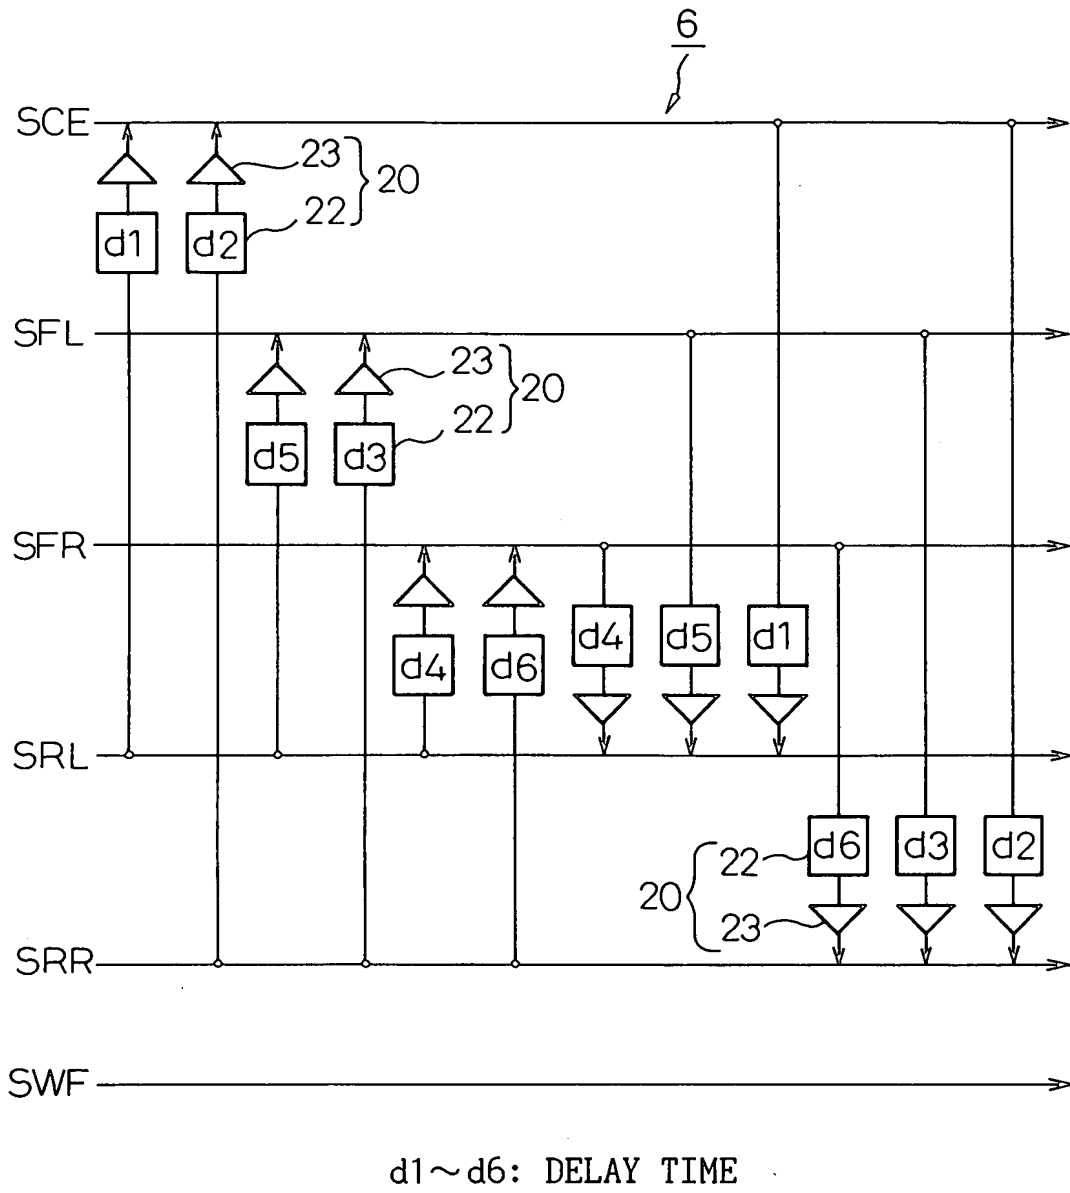 6
SCE
23
20
22
d1 d2
SFL
23
20
22
d5 d3
SFR
d4 d5 d1
d4 d6
SRL
d6 d3 d2
22
20
23
SRR
SWF
d1~d6: DELAY TIME